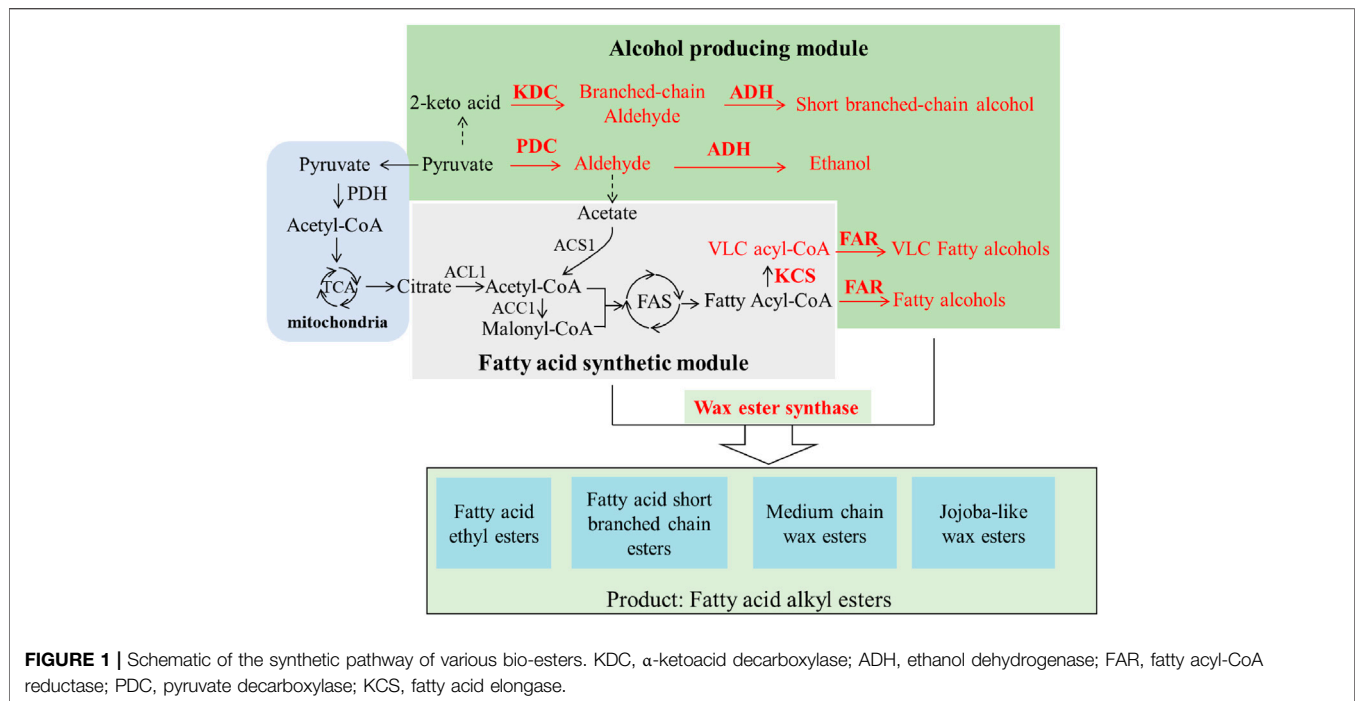 Alcohol producing module
2-keto acid
KDC
Branched-chain
Aldehyde
ADH
Short branched-chain alcohol
Pyruvate
Pyruvate
PDC
Aldehyde
ADH
Ethanol
PDH
Acetyl-CoA
TCA
mitochondria
Acetate
ACS1
Citrate
ACL1
Acetyl-CoA
ACC1
Malonyl-CoA
FAS
Fatty Acyl-CoA
KCS
VLC acyl-CoA
FAR
VLC Fatty alcohols
FAR
Fatty alcohols
Fatty acid synthetic module
Wax ester synthase
Fatty acid
ethyl esters
Fatty acid short
branched chain
esters
Medium chain
wax esters
Jojoba-like
wax esters
Product: Fatty acid alkyl esters
FIGURE 1 | Schematic of the synthetic pathway of various bio-esters. KDC, α-ketoacid decarboxylase; ADH, ethanol dehydrogenase; FAR, fatty acyl-CoA
reductase; PDC, pyruvate decarboxylase; KCS, fatty acid elongase.